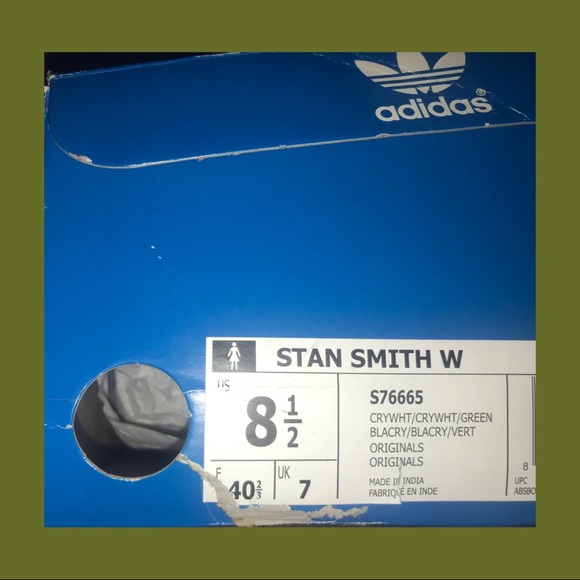 adidas®
STAN SMITH W
US
8 1/2
S76665
CRYWHT/CRYWHT/GREEN
BLACRY/BLACRY/VERT
ORIGINALS
ORIGINALS
F
40 2/3
UK
7
MADE IN INDIA
FABRIQUÉ EN INDE
8
UPC
ABSBO